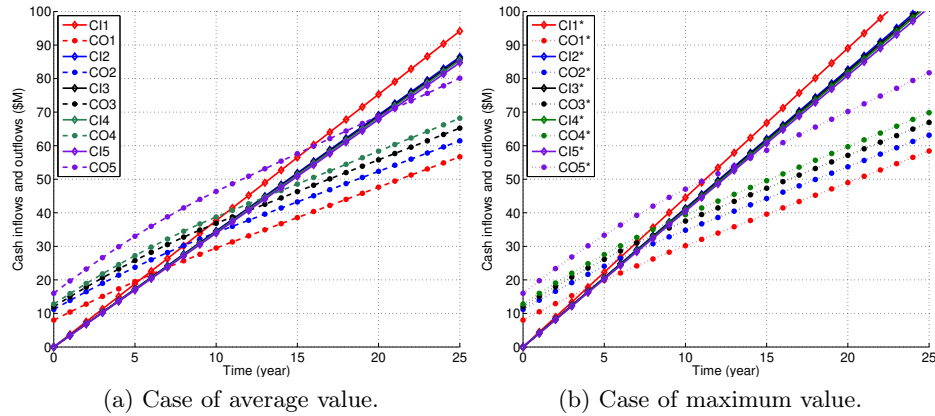 CI1
CO1
CI2
CO2
CI3
CO3
CI4
CO4
CI5
CO5
100
90
80
70
60
50
40
30
20
10
0
Cash inflows and outflows ($M)
0 5 10 15 20 25
Time (year)
(a) Case of average value.
CI1*
CO1*
CI2*
CO2*
CI3*
CO3*
CI4*
CO4*
CI5*
CO5*
100
90
80
70
60
50
40
30
20
10
0
Cash inflows and outflows ($M)
0 5 10 15 20 25
Time (year)
(b) Case of maximum value.